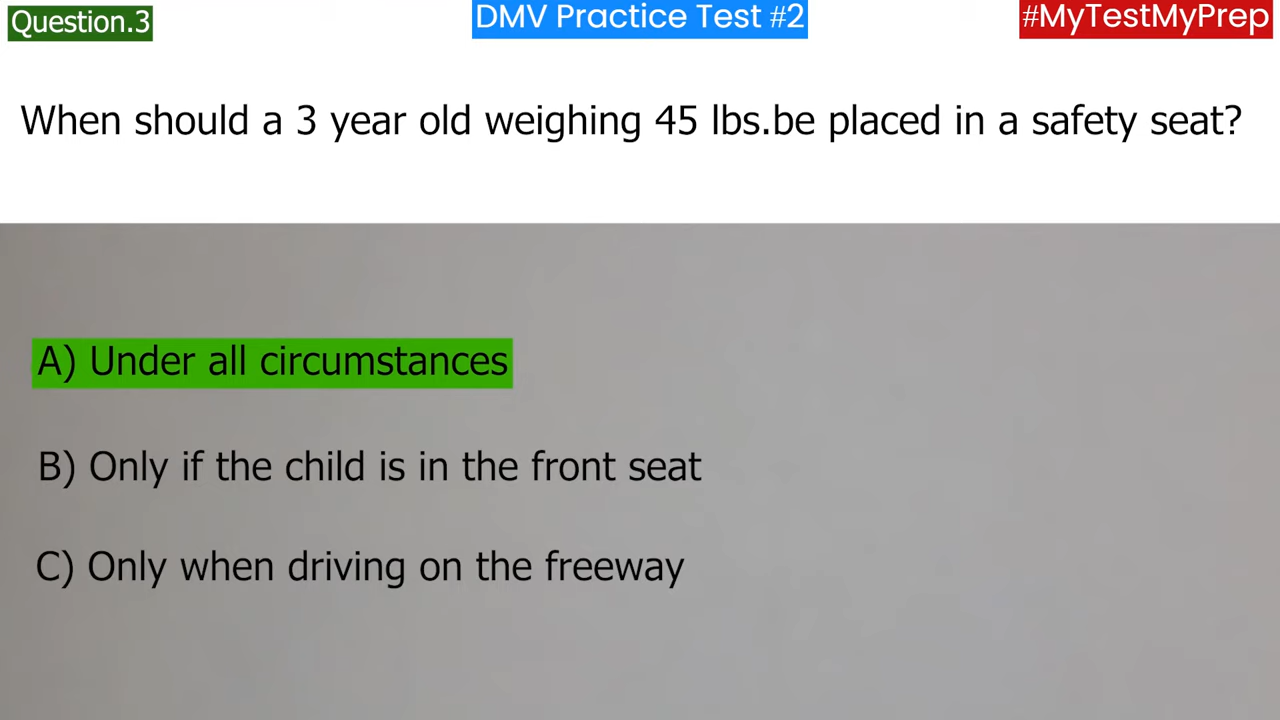 Question.3
DMV Practice Test #2
#MyTestMyPrep
When should a 3 year old weighing 45 lbs.be placed in a safety seat?
A) Under all circumstances
B) Only if the child is in the front seat
C) Only when driving on the freeway